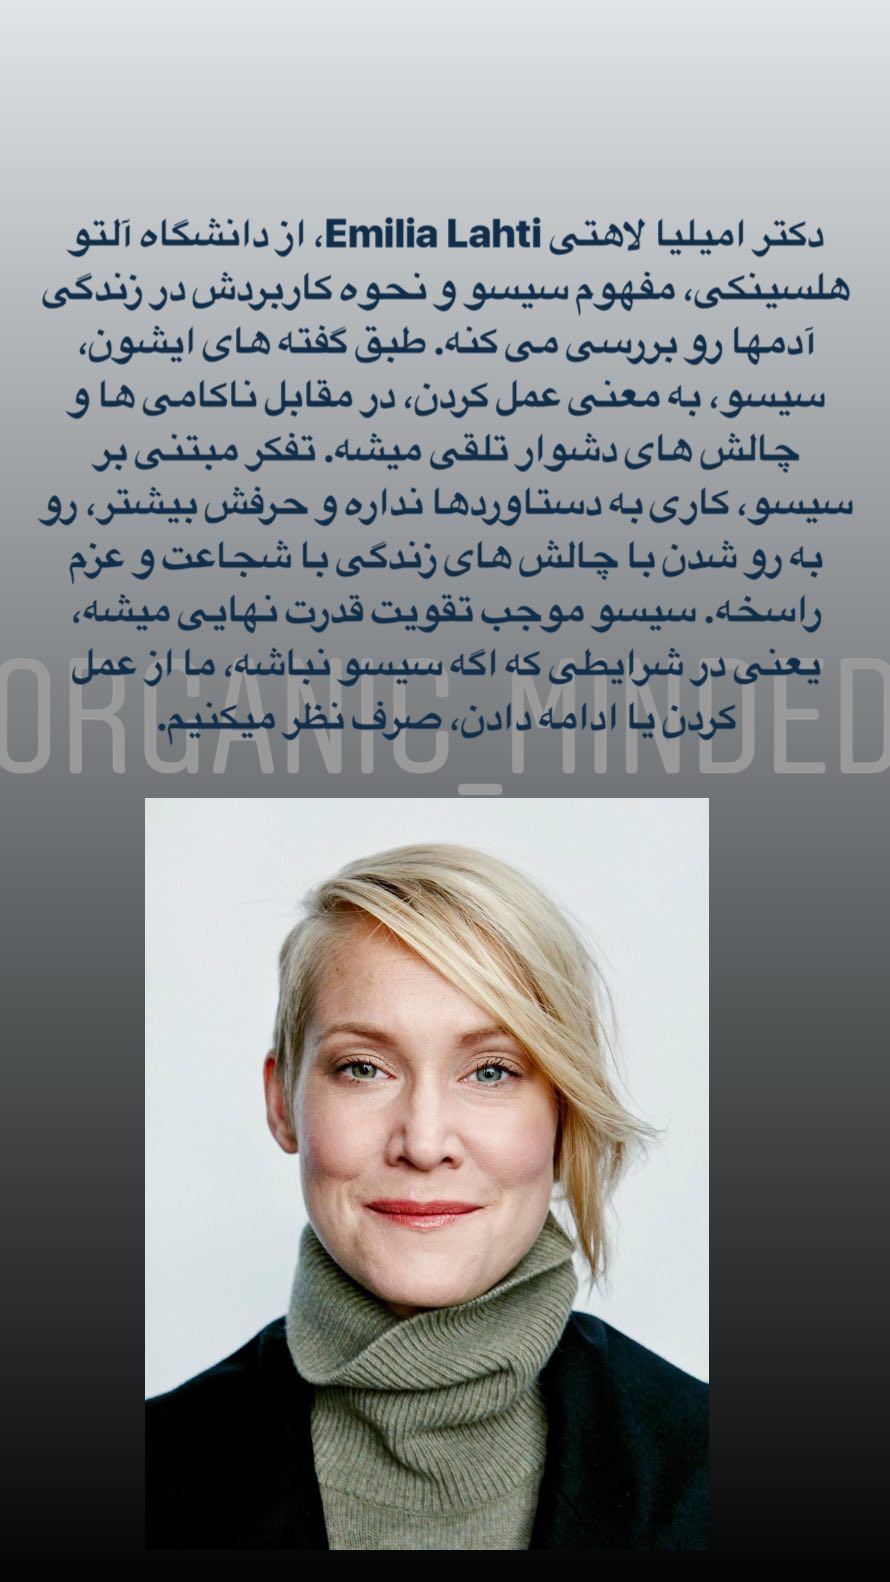 دکتر امیلیا لاهتی Emilia Lahti، از دانشگاه آلتو
هلسینکی، مفهوم سیسو و نحوه کاربردش در زندگی
آدمها رو بررسی می کنه. طبق گفته های ایشون،
سیسو، به معنی عمل کردن، در مقابل ناکامی ها و
چالش های دشوار تلقی میشه. تفکر مبتنی بر
سیسو، کاری به دستاوردها نداره و حرفش بیشتر، رو
به رو شدن با چالش های زندگی با شجاعت و عزم
راسخه. سیسو موجب تقویت قدرت نهایی میشه،
یعنی در شرایطی که اگه سیسو نباشه، ما از عمل
کردن یا ادامه دادن، صرف نظر میکنیم.
ORGANIC_MINDED